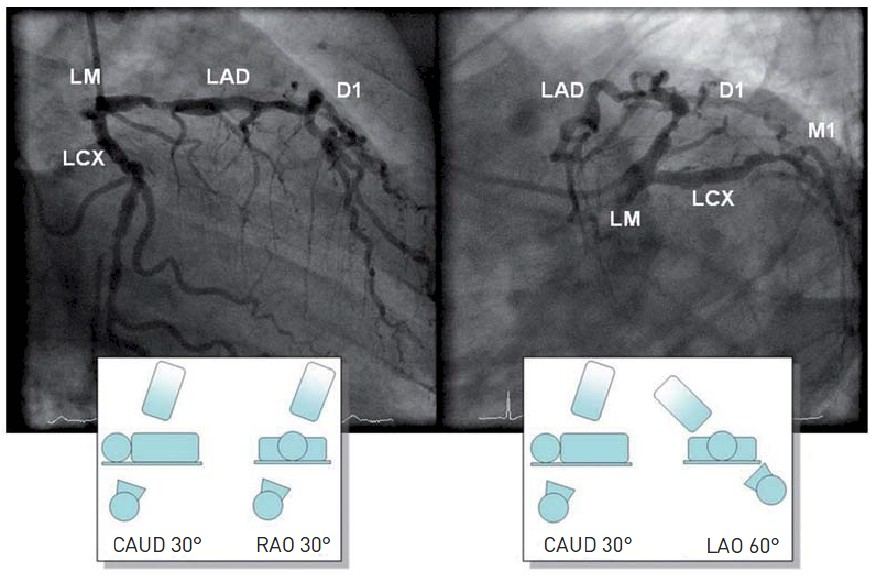 LM
LAD
D1
LCX
LAD
D1
M1
LCX
LM
CAUD 30° RAO 30°
CAUD 30° LAO 60°